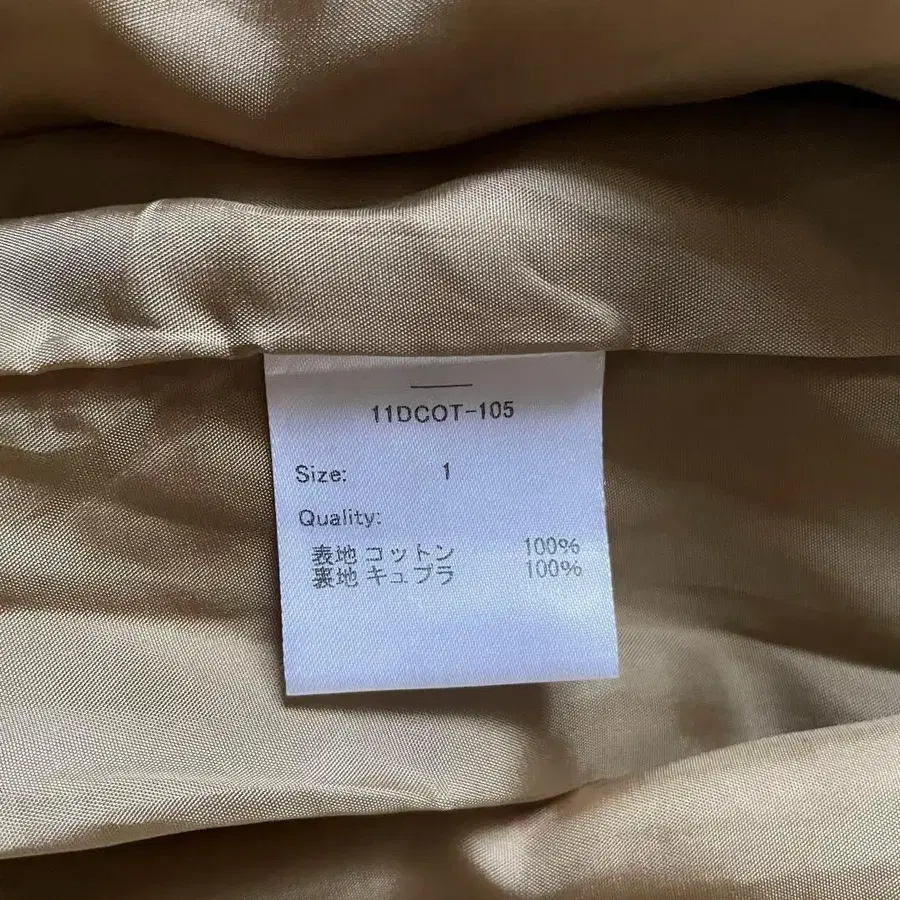 11DCOT-105
Size: 1
Quality:
表地 コットン 100%
裏地 キュプラ 100%